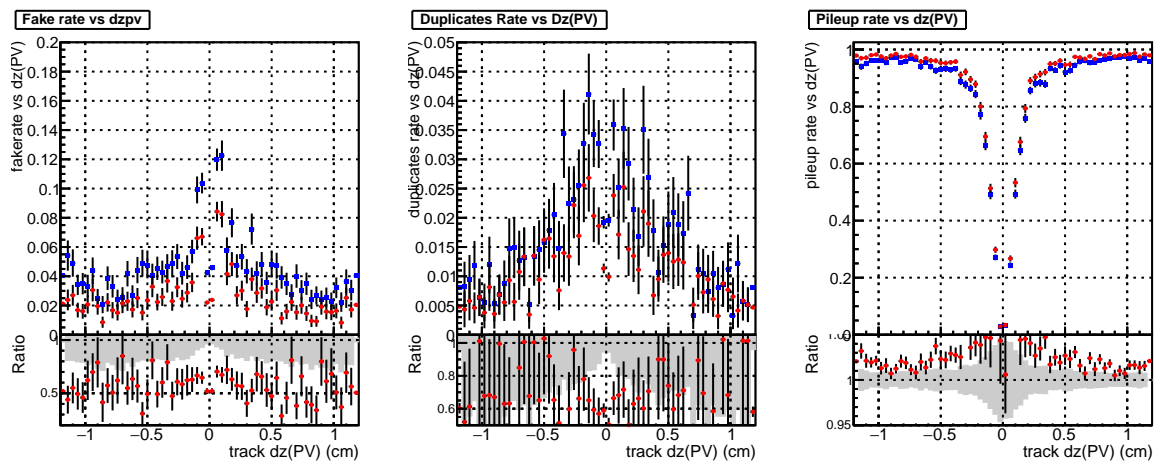 Fake rate vs dzpv
fakerate vs dz(PV)
0.2
0.18
0.16
0.14
0.12
0.1
0.08
0.06
0.04
0.02
0
Ratio
0.5
−1 −0.5 0 0.5 1
track dz(PV) (cm)
Duplicates Rate vs Dz(PV)
duplicates rate vs dz(PV)
0.05
0.045
0.04
0.035
0.03
0.025
0.02
0.015
0.01
0.005
0
Ratio
1
0.8
0.6
−1 −0.5 0 0.5 1
track dz(PV) (cm)
Pileup rate vs dz(PV)
pileup rate vs dz(PV)
1
0.8
0.6
0.4
0.2
0
Ratio
1
0.95
−1 −0.5 0 0.5 1
track dz(PV) (cm)